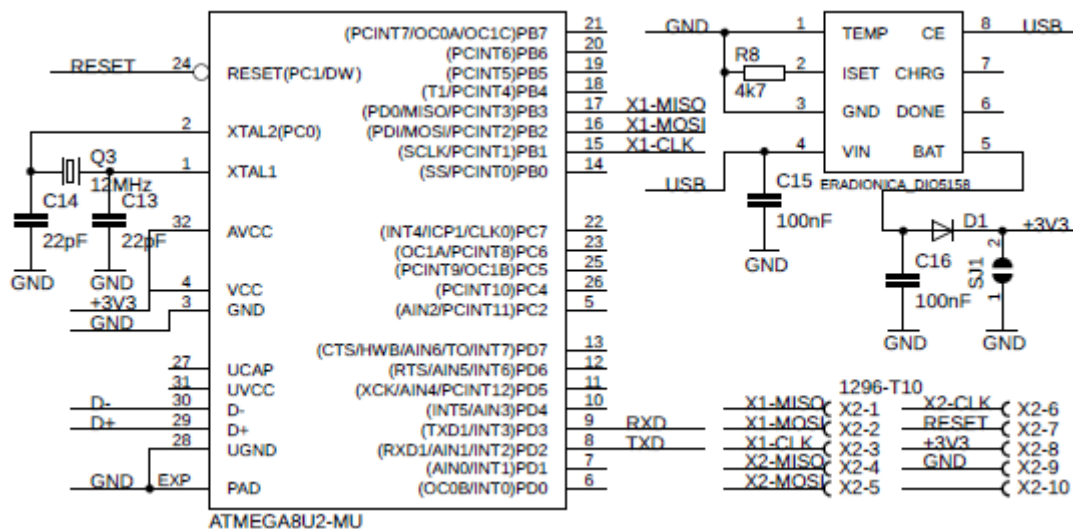 RESET
24
RESET(PC1/DW)
2
XTAL2(PC0)
Q3
12MHz
1
XTAL1
C14
22pF
C13
22pF
GND
GND
32
AVCC
4
VCC
+3V3
3
GND
GND
27
UCAP
31
UVCC
D-
30
D-
D+
29
D+
28
UGND
GND
EXP
PAD
ATMEGA8U2-MU
(PCINT7/OC0A/OC1C)PB7
21
(PCINT6)PB6
20
(PCINT5)PB5
19
(T1/PCINT4)PB4
18
(PD0/MISO/PCINT3)PB3
17
X1-MISO
(PDI/MOSI/PCINT2)PB2
16
X1-MOSI
(SCLK/PCINT1)PB1
15
X1-CLK
(SS/PCINT0)PB0
14
(INT4/ICP1/CLK0)PC7
22
(OC1A/PCINT8)PC6
23
(PCINT9/OC1B)PC5
25
(PCINT10)PC4
26
(AIN2/PCINT11)PC2
5
(CTS/HWB/AIN6/TO/INT7)PD7
13
(RTS/AIN5/INT6)PD6
12
(XCK/AIN4/PCINT12)PD5
11
(INT5/AIN3)PD4
10
(TXD1/INT3)PD3
9
RXD
(RXD1/AIN1/INT2)PD2
8
TXD
(AIN0/INT1)PD1
7
(OC0B/INT0)PD0
6
GND
1
TEMP
CE
8
USB
R8
4k7
2
ISET
CHRG
7
3
GND
DONE
6
4
VIN
BAT
5
USB
ERADIONICA_DIO5158
C15
100nF
GND
D1
+3V3
C16
100nF
GND
2
SJ1
1
GND
1296-T10
X1-MISO
X2-1
X2-CLK
X2-6
X1-MOSI
X2-2
RESET
X2-7
X1-CLK
X2-3
+3V3
X2-8
X2-MISO
X2-4
GND
X2-9
X2-MOSI
X2-5
X2-10